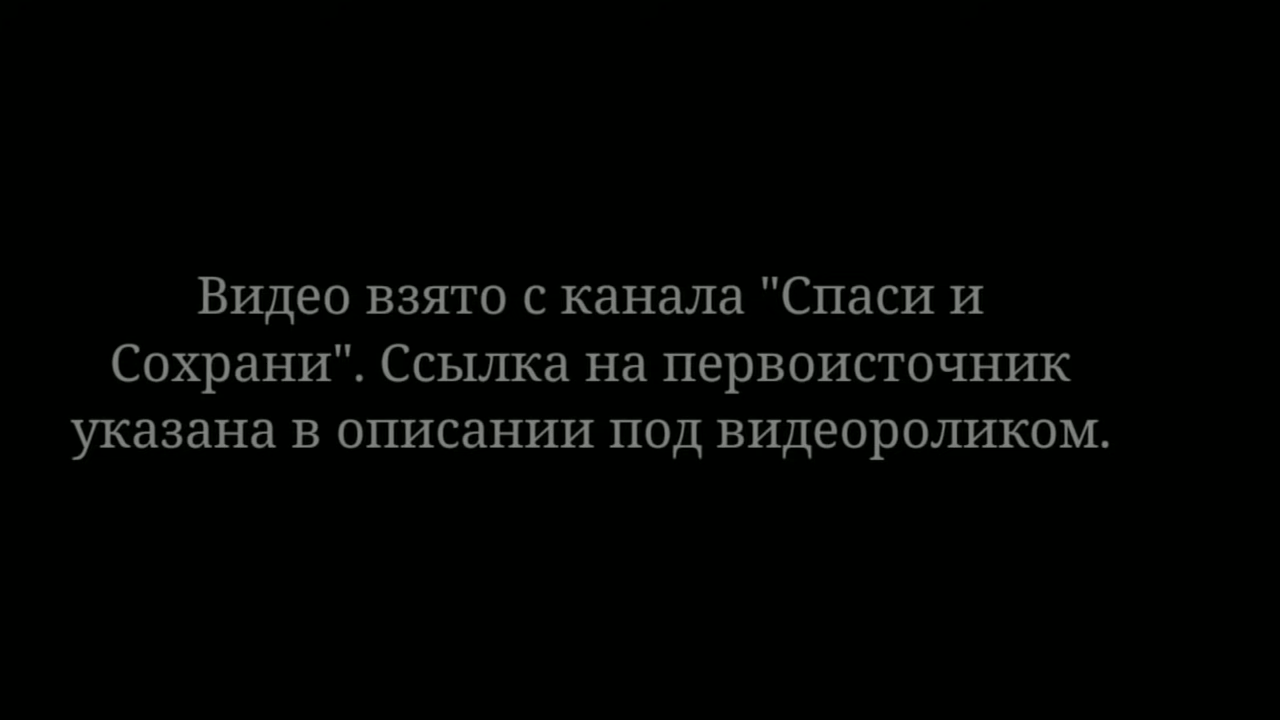 Видео взято с канала "Спаси и
Сохрани". Ссылка на первоисточник
указана в описании под видеороликом.